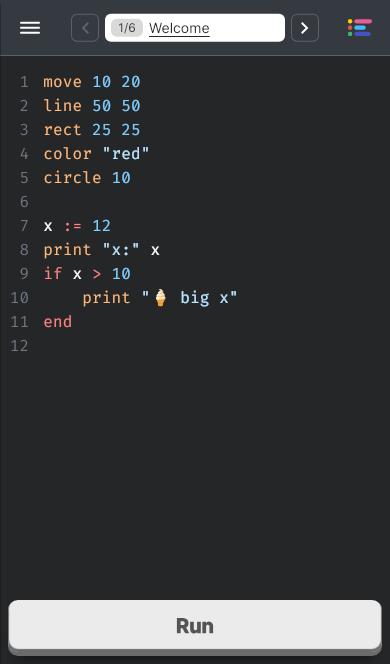 1/6 Welcome
1 move 10 20
2 line 50 50
3 rect 25 25
4 color "red"
5 circle 10
6
7 x := 12
8 print "x:" x
9 if x > 10
10     print "🍦 big x"
11 end
12
Run